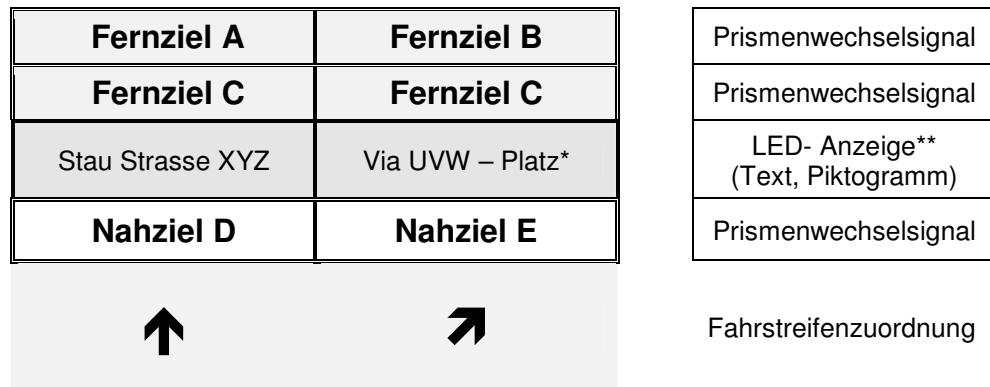 Fernziel A Fernziel B Prismenwechselsignal
Fernziel C Fernziel C Prismenwechselsignal
Stau Strasse XYZ Via UVW – Platz* LED- Anzeige**
(Text, Piktogramm)
Nahziel D Nahziel E Prismenwechselsignal
Fahrstreifenzuordnung